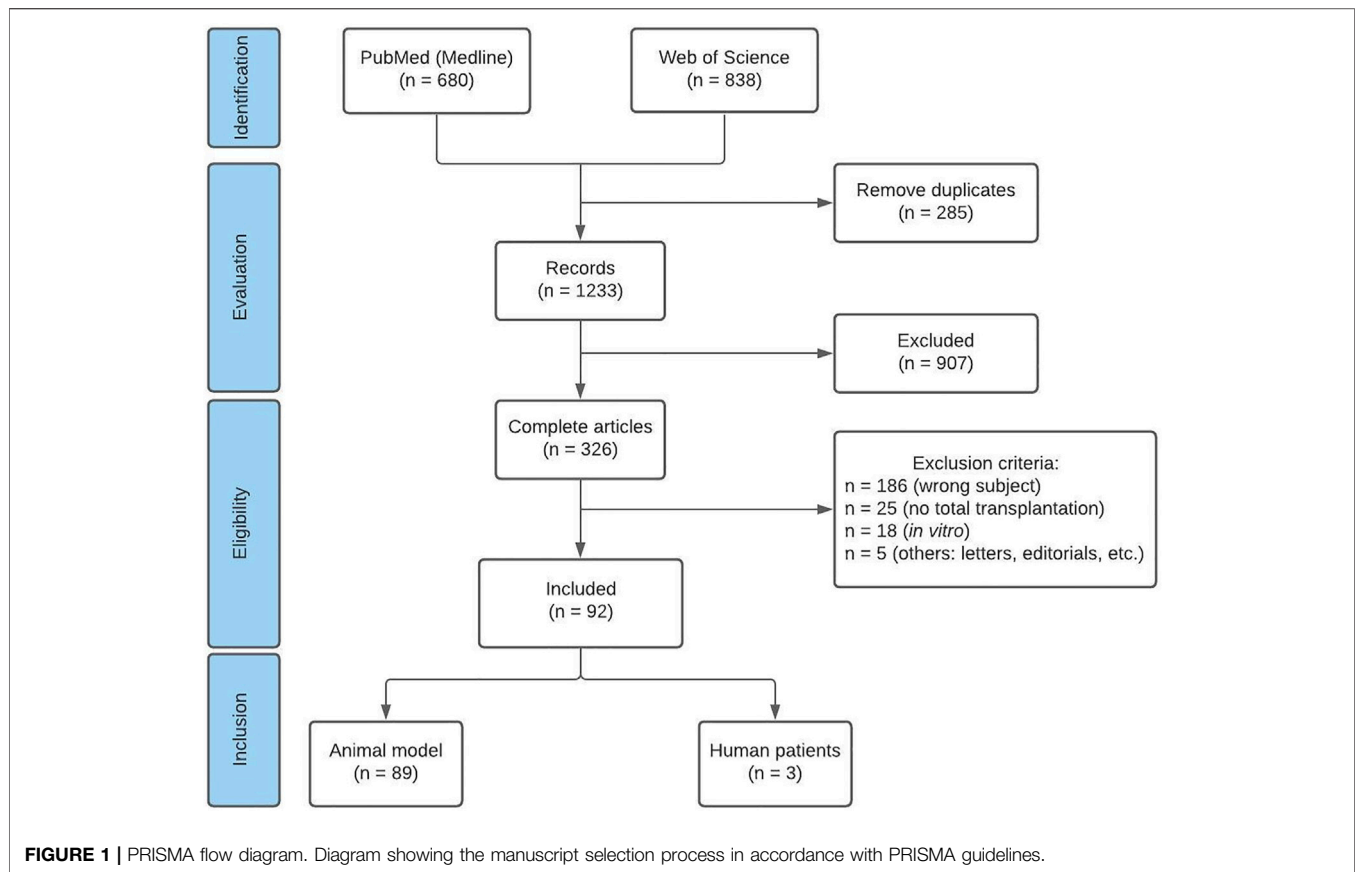 Identification
PubMed (Medline)
(n = 680)
Web of Science
(n = 838)
Evaluation
Remove duplicates
(n = 285)
Records
(n = 1233)
Excluded
(n = 907)
Eligibility
Complete articles
(n = 326)
Exclusion criteria:
n = 186 (wrong subject)
n = 25 (no total transplantation)
n = 18 (in vitro)
n = 5 (others: letters, editorials, etc.)
Included
(n = 92)
Inclusion
Animal model
(n = 89)
Human patients
(n = 3)
FIGURE 1 | PRISMA flow diagram. Diagram showing the manuscript selection process in accordance with PRISMA guidelines.